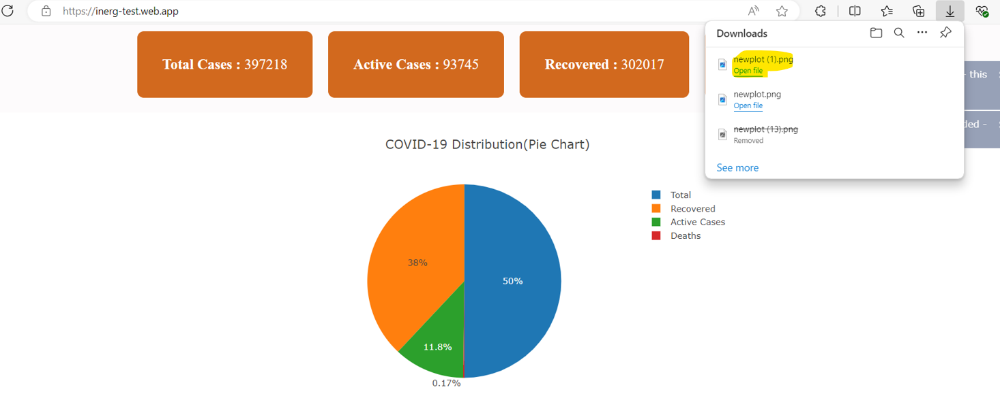 https://inerg-test.web.app
Downloads
Total Cases : 397218
Active Cases : 93745
Recovered : 302017
newplot (1).png
Open file
newplot.png
Open file
newplot (13).png
Removed
See more
- this
ded -
COVID-19 Distribution(Pie Chart)
Total
Recovered
Active Cases
Deaths
38%
50%
11.8%
0.17%